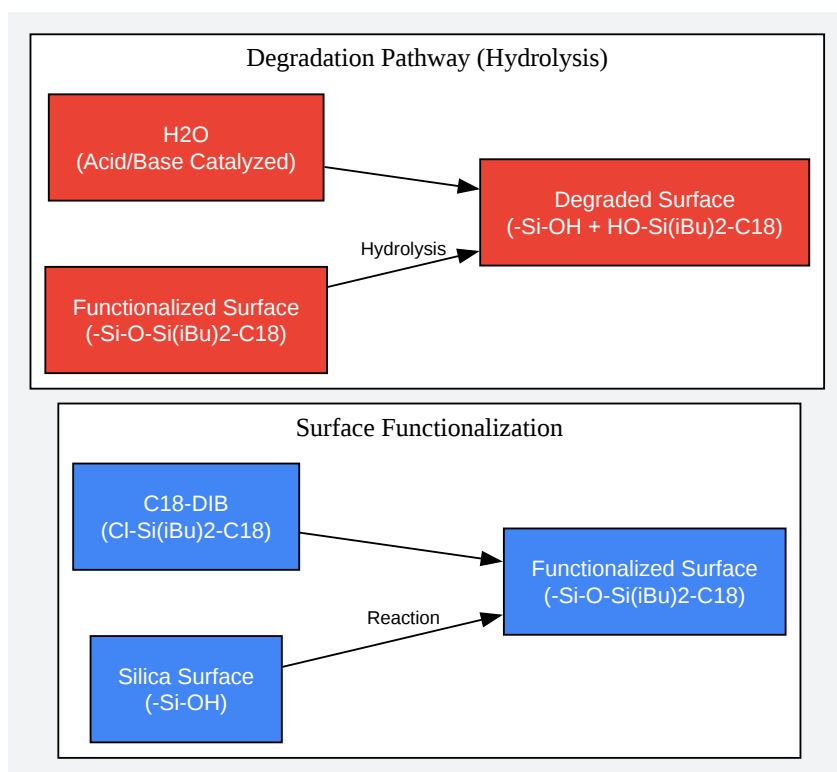 Degradation Pathway (Hydrolysis)
H2O
(Acid/Base Catalyzed)
Degraded Surface
(-Si-OH + HO-Si(iBu)2-C18)
Hydrolysis
Functionalized Surface
(-Si-O-Si(iBu)2-C18)
Surface Functionalization
C18-DIB
(Cl-Si(iBu)2-C18)
Functionalized Surface
(-Si-O-Si(iBu)2-C18)
Reaction
Silica Surface
(-Si-OH)